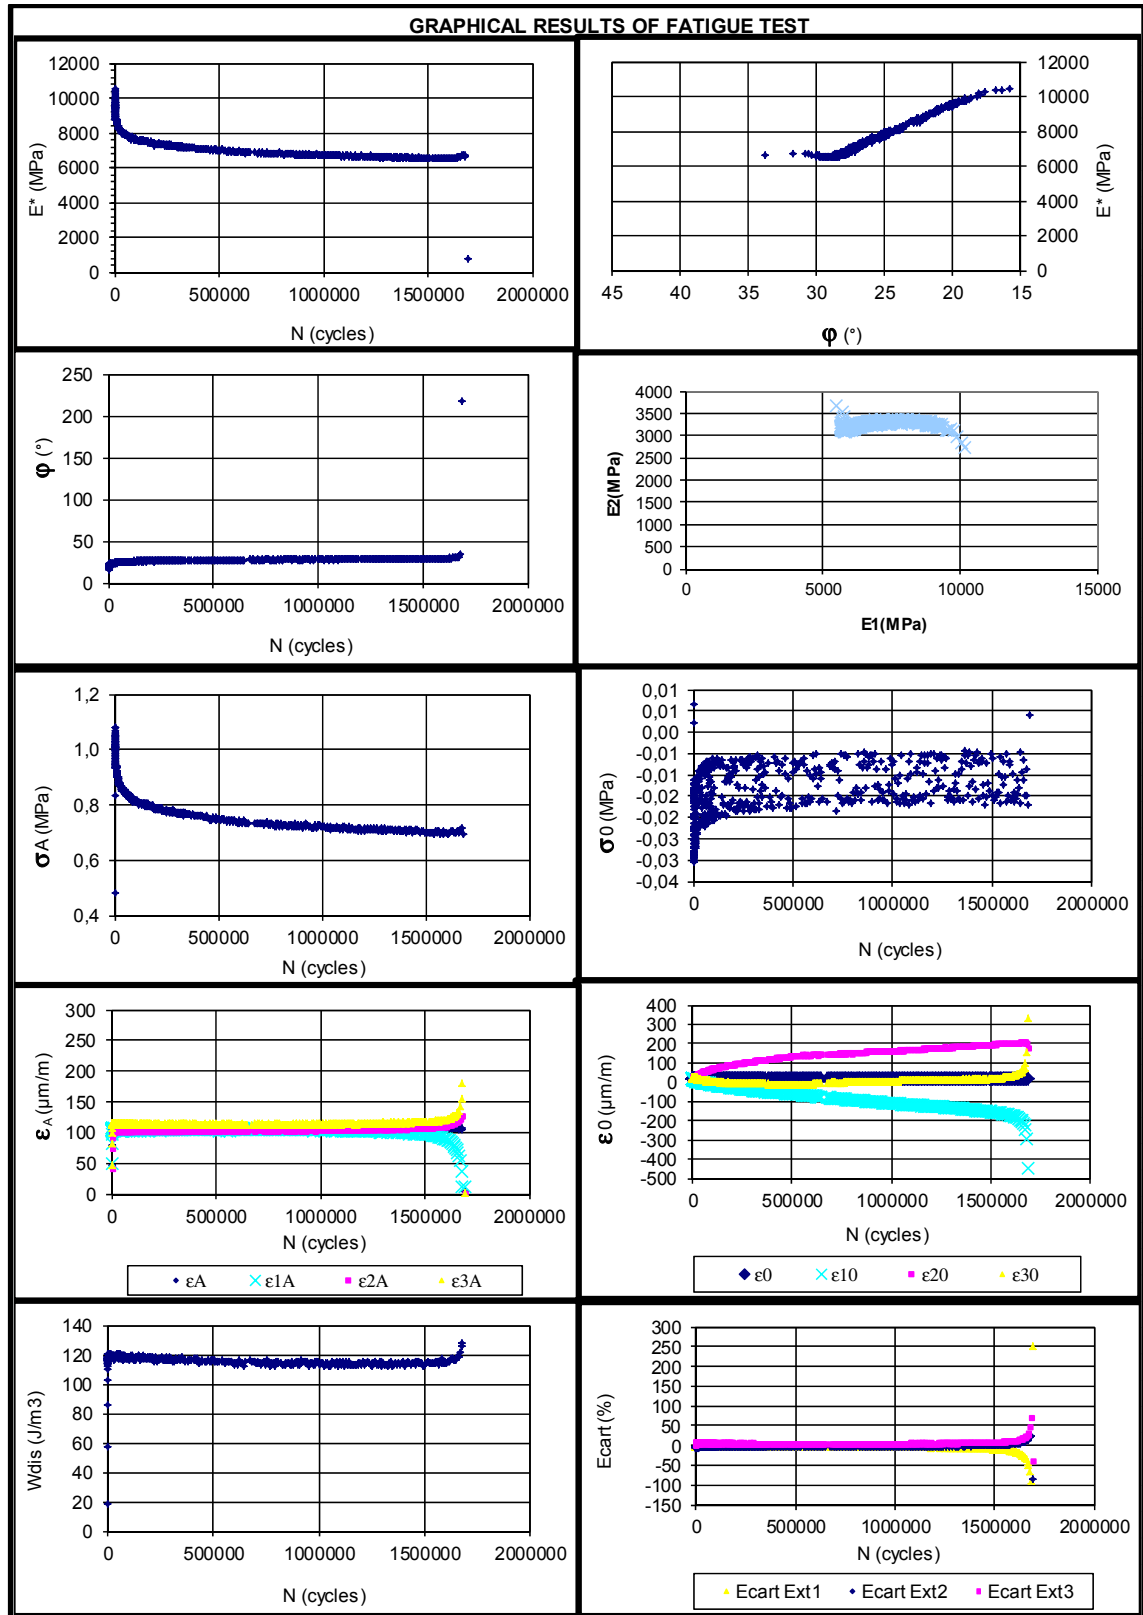 GRAPHICAL RESULTS OF FATIGUE TEST
12000
10000
8000
6000
4000
2000
0
E* (MPa)
0 500000 1000000 1500000 2000000
N (cycles)
12000
10000
8000
6000
4000
2000
0
E* (MPa)
45 40 35 30 25 20 15
φ (°)
250
200
150
100
50
0
φ (°)
0 500000 1000000 1500000 2000000
N (cycles)
4000
3500
3000
2500
2000
1500
1000
500
0
E2(MPa)
0 5000 10000 15000
E1(MPa)
1,2
1,0
0,8
0,6
0,4
σA (MPa)
0 500000 1000000 1500000 2000000
N (cycles)
0,01
0,01
0,00
-0,01
-0,01
-0,02
-0,02
-0,03
-0,03
-0,04
σ0 (MPa)
0 500000 1000000 1500000 2000000
N (cycles)
300
250
200
150
100
50
0
εA (µm/m)
0 500000 1000000 1500000 2000000
N (cycles)
εA ε1A ε2A ε3A
400
300
200
100
0
-100
-200
-300
-400
-500
ε0 (µm/m)
0 500000 1000000 1500000 2000000
N (cycles)
ε0 ε10 ε20 ε30
140
120
100
80
60
40
20
0
Wdis (J/m3)
0 500000 1000000 1500000 2000000
N (cycles)
300
250
200
150
100
50
0
-50
-100
-150
Ecart (%)
0 500000 1000000 1500000 2000000
N (cycles)
Ecart Ext1 Ecart Ext2 Ecart Ext3